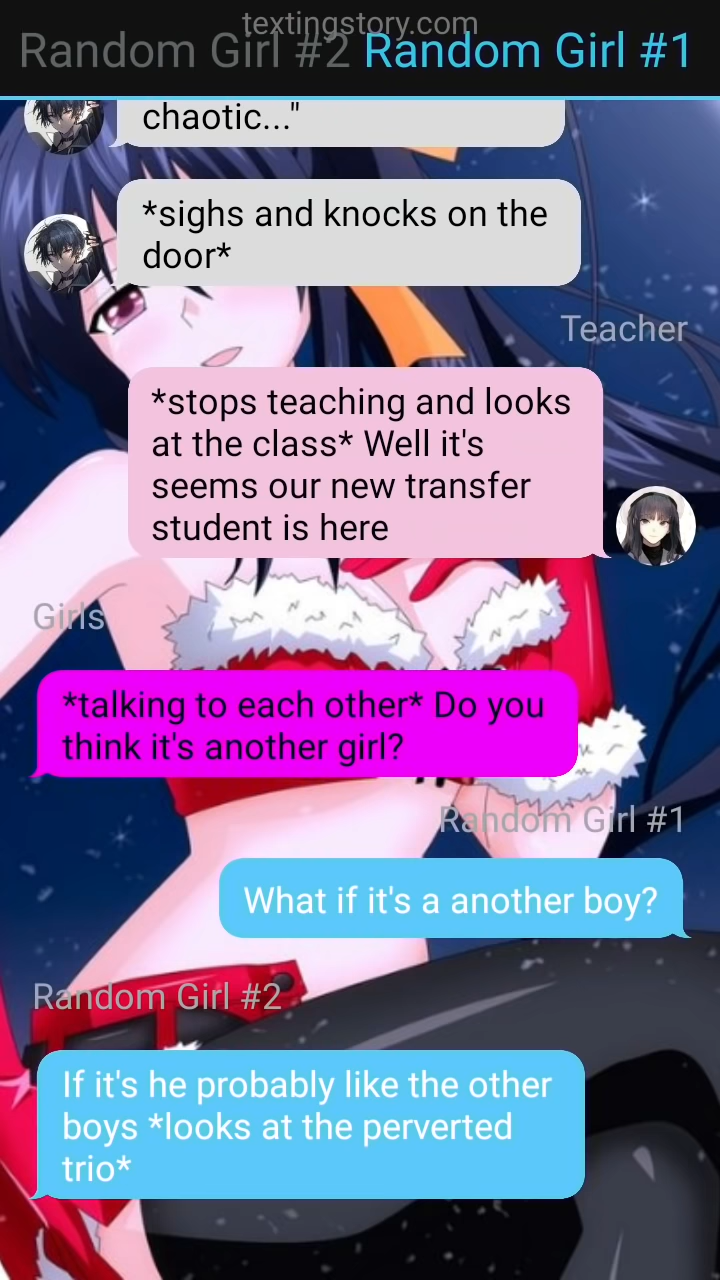 textingstory.com
Random Girl #2 Random Girl #1
chaotic..."
*sighs and knocks on the
door*
Teacher
*stops teaching and looks
at the class* Well it's
seems our new transfer
student is here
Girls
*talking to each other* Do you
think it's another girl?
Random Girl #1
What if it's a another boy?
Random Girl #2
If it's he probably like the other
boys *looks at the perverted
trio*